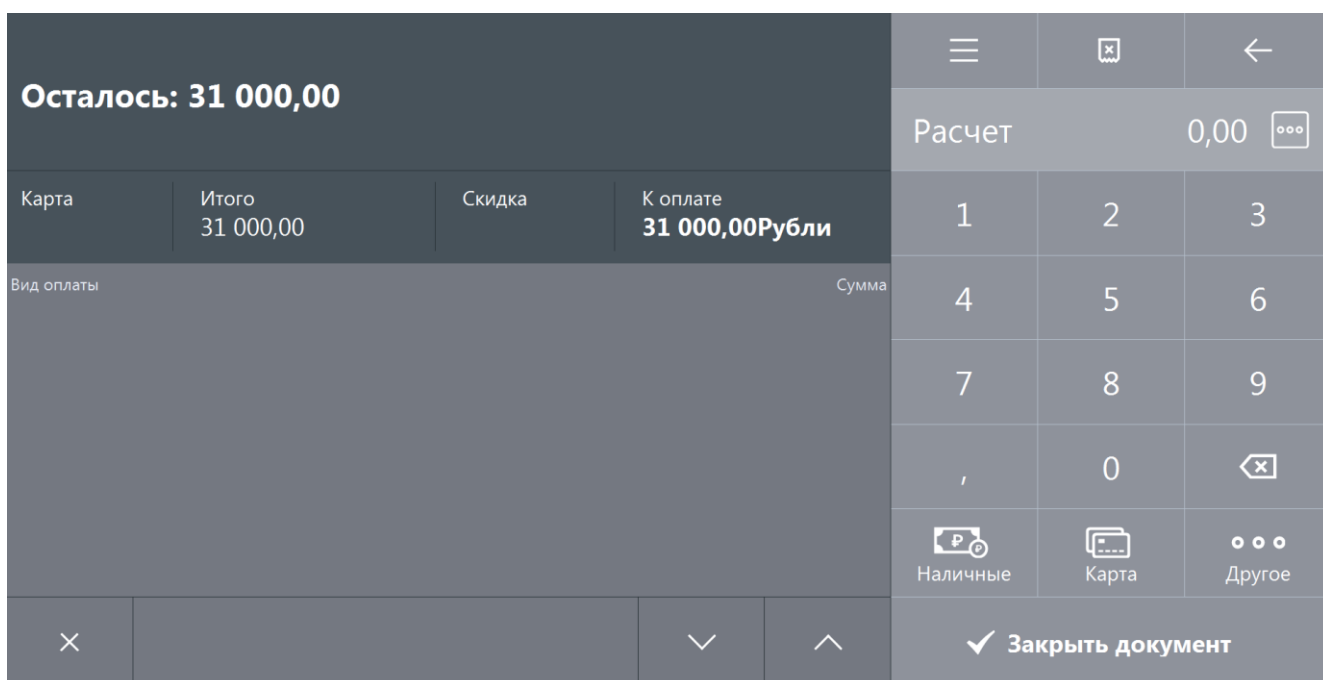 Осталось: 31 000,00
Карта
Итого
31 000,00
Скидка
К оплате
31 000,00Рубли
Вид оплаты
Сумма
Расчет 0,00
1 2 3
4 5 6
7 8 9
, 0
Наличные Карта Другое
Закрыть документ